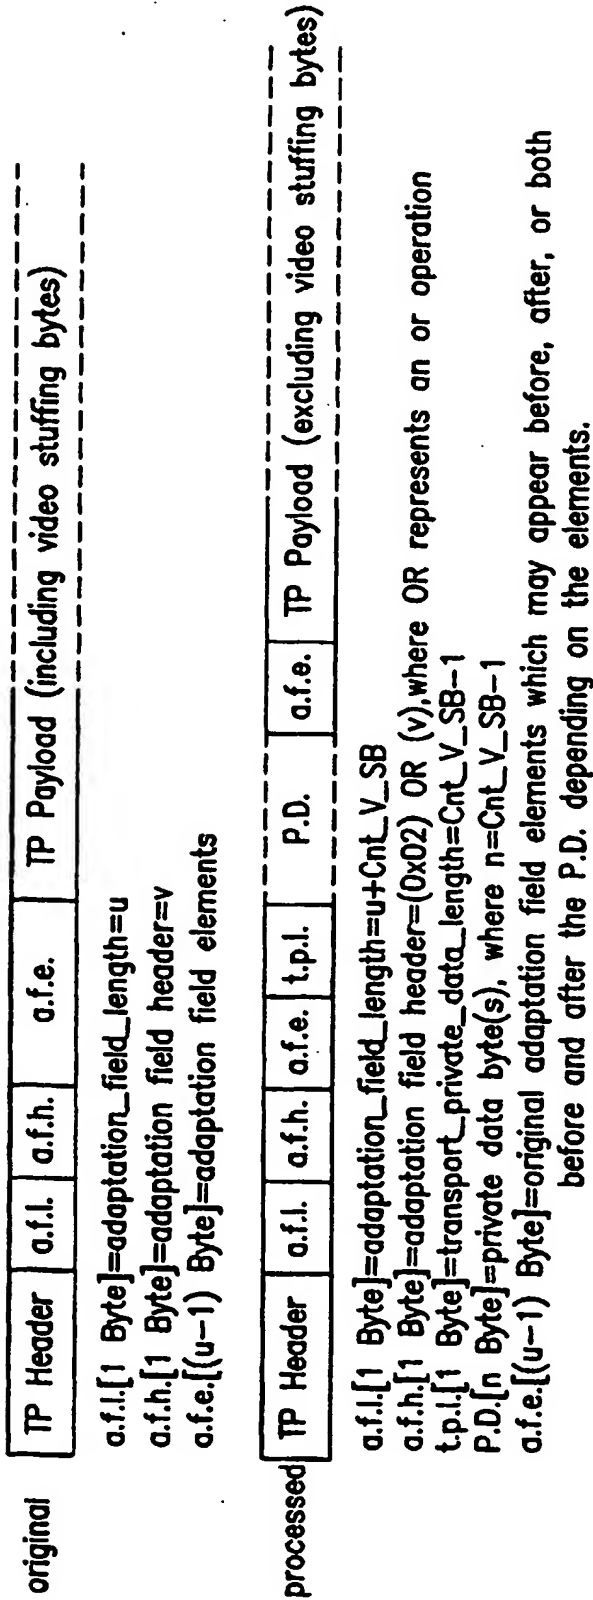 original TP Header a.f.l. a.f.h. a.f.e. TP Payload (including video stuffing bytes)
a.f.l.[1 Byte]=adaptation_field_length=u
a.f.h.[1 Byte]=adaptation field header=v
a.f.e.[(u-1) Byte]=adaptation field elements
processed TP Header a.f.l. a.f.h. a.f.e. t.p.l. P.D. a.f.e. TP Payload (excluding video stuffing bytes)
a.f.l.[1 Byte]=adaptation_field_length=u+Cnt_V_SB
a.f.h.[1 Byte]=adaptation field header=(0x02) OR (v),where OR represents an or operation
t.p.l.[1 Byte]=transport_private_data_length=Cnt_V_SB-1
P.D.[n Byte]=private data byte(s), where n=Cnt_V_SB-1
a.f.e.[(u-1) Byte]=original adaptation field elements which may appear before, after, or both
before and after the P.D. depending on the elements.